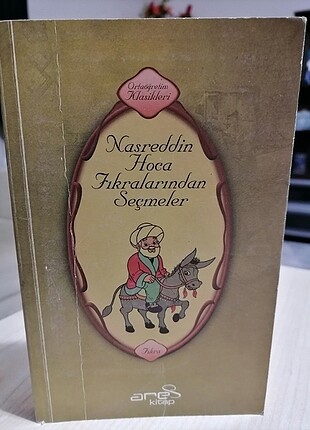 Ortaöğretim
Klasikleri
Nasreddin
Hoca
Fıkralarından
Seçmeler
Fıkra
ares
kitap